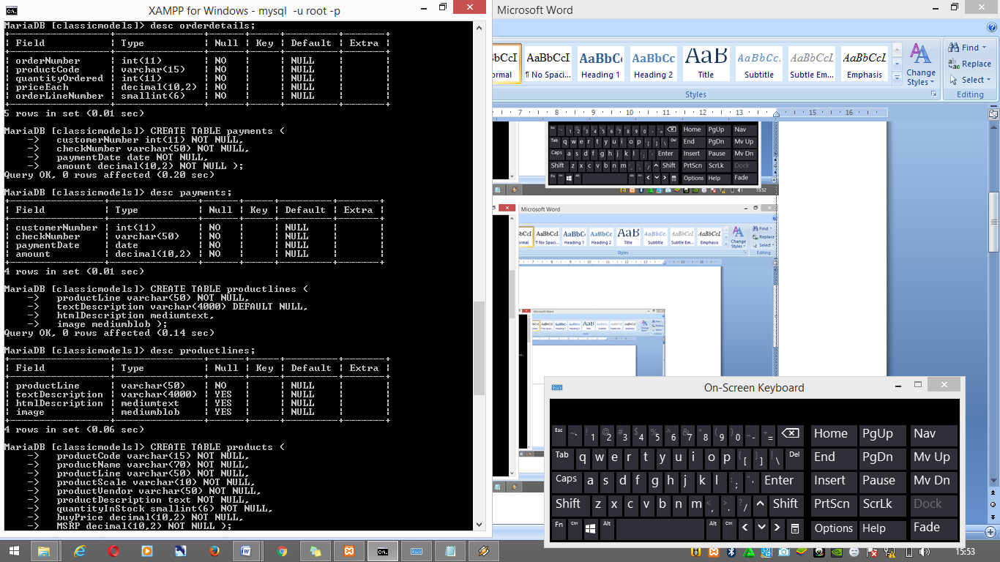 XAMPP for Windows - mysql -u root -p
MariaDB [classicmodels]> desc orderdetails;
| Field | Type | Null | Key | Default | Extra |
| orderNumber | int(11) | NO | | NULL | |
| productCode | varchar(15) | NO | | NULL | |
| quantityOrdered | int(11) | NO | | NULL | |
| priceEach | decimal(10,2) | NO | | NULL | |
| orderLineNumber | smallint(6) | NO | | NULL | |
5 rows in set (0.01 sec)
MariaDB [classicmodels]> CREATE TABLE payments (
-> customerNumber int(11) NOT NULL,
-> checkNumber varchar(50) NOT NULL,
-> paymentDate date NOT NULL,
-> amount decimal(10,2) NOT NULL );
Query OK, 0 rows affected (0.20 sec)
MariaDB [classicmodels]> desc payments;
| Field | Type | Null | Key | Default | Extra |
| customerNumber | int(11) | NO | | NULL | |
| checkNumber | varchar(50) | NO | | NULL | |
| paymentDate | date | NO | | NULL | |
| amount | decimal(10,2) | NO | | NULL | |
4 rows in set (0.01 sec)
MariaDB [classicmodels]> CREATE TABLE productlines (
-> productLine varchar(50) NOT NULL,
-> textDescription varchar(4000) DEFAULT NULL,
-> htmlDescription mediumtext,
-> image mediumblob );
Query OK, 0 rows affected (0.14 sec)
MariaDB [classicmodels]> desc productlines;
| Field | Type | Null | Key | Default | Extra |
| productLine | varchar(50) | NO | | NULL | |
| textDescription | varchar(4000) | YES | | NULL | |
| htmlDescription | mediumtext | YES | | NULL | |
| image | mediumblob | YES | | NULL | |
4 rows in set (0.06 sec)
MariaDB [classicmodels]> CREATE TABLE products (
-> productCode varchar(15) NOT NULL,
-> productName varchar(70) NOT NULL,
-> productLine varchar(50) NOT NULL,
-> productScale varchar(10) NOT NULL,
-> productVendor varchar(50) NOT NULL,
-> productDescription text NOT NULL,
-> quantityInStock smallint(6) NOT NULL,
-> buyPrice decimal(10,2) NOT NULL,
-> MSRP decimal(10,2) NOT NULL );
Microsoft Word
AaBbCcI AaBbCc AaBbCc AaB AaBbCcI AaBbCcI AaBbCcI
¶ No Spaci... Heading 1 Heading 2 Title Subtitle Subtle Em... Emphasis
Change Styles
Styles
Find
Replace
Select
Editing
7 8 9 10 11 12 13 15 16
Home PgUp Nav
Tab q w e r t y u i o p End PgDn Mv Up
Caps a s d f g h j k l Enter Insert Pause Mv Dn
Shift z x c v b n m Shift PrtScn ScrLk Dock
Options Help Fade
15:52
Microsoft Word
¶ No Spaci... Heading 1 Heading 2 Title Subtitle Subtle Em... Emphasis
Change Styles
Find
Replace
Select
Styles
Editing
On-Screen Keyboard
Esc ~ ` ! 1 @ 2 # 3 $ 4 % 5 ^ 6 & 7 * 8 ( 9 ) 0 _ - + = Home PgUp Nav
Tab q w e r t y u i o p { [ } ] | \ Del End PgDn Mv Up
Caps a s d f g h j k l : ; " ' Enter Insert Pause Mv Dn
Shift z x c v b n m < , > . ? / Shift PrtScn ScrLk Dock
Fn Ctrl Alt Alt Ctrl Options Help Fade
15:53